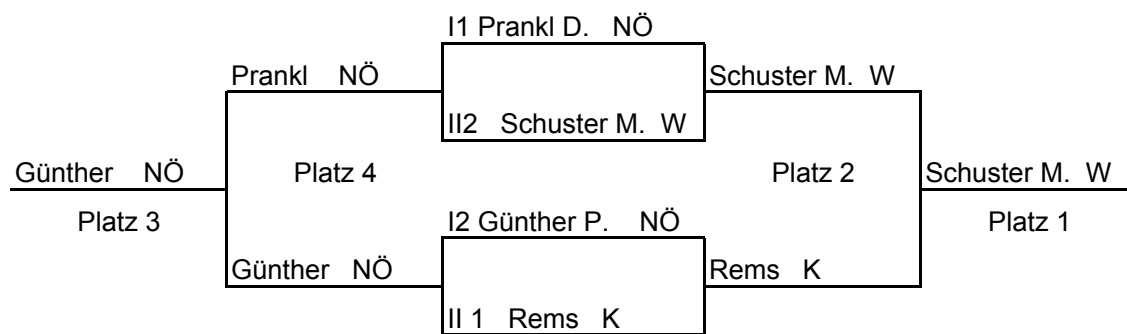 I1 Prankl D. NÖ
Prankl NÖ
Schuster M. W
II2 Schuster M. W
Günther NÖ
Platz 4
Platz 2
Schuster M. W
Platz 3
I2 Günther P. NÖ
Platz 1
Günther NÖ
Rems K
II 1 Rems K